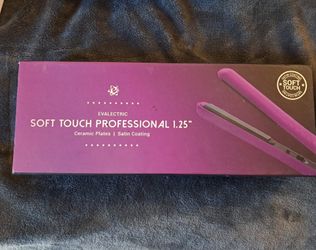 EVALECTRIC
SOFT TOUCH PROFESSIONAL 1.25"
Ceramic Plates | Satin Coating
SOFT
TOUCH